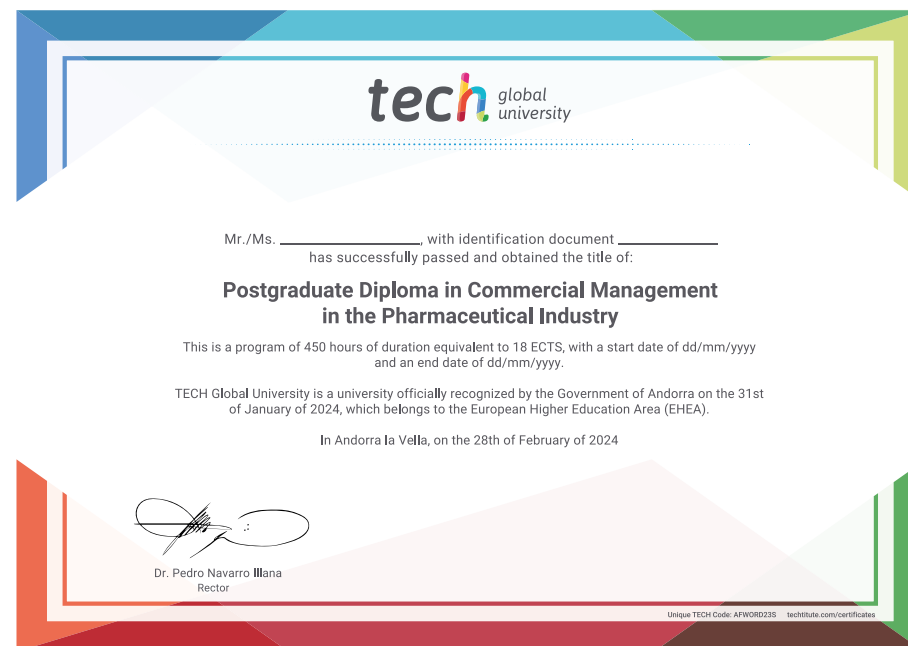 tech global university
Mr./Ms. ____________________, with identification document ______________
has successfully passed and obtained the title of:
Postgraduate Diploma in Commercial Management
in the Pharmaceutical Industry
This is a program of 450 hours of duration equivalent to 18 ECTS, with a start date of dd/mm/yyyy
and an end date of dd/mm/yyyy.
TECH Global University is a university officially recognized by the Government of Andorra on the 31st
of January of 2024, which belongs to the European Higher Education Area (EHEA).
In Andorra la Vella, on the 28th of February of 2024
Dr. Pedro Navarro Illana
Rector
Unique TECH Code: AFWORD23S techtitute.com/certificates